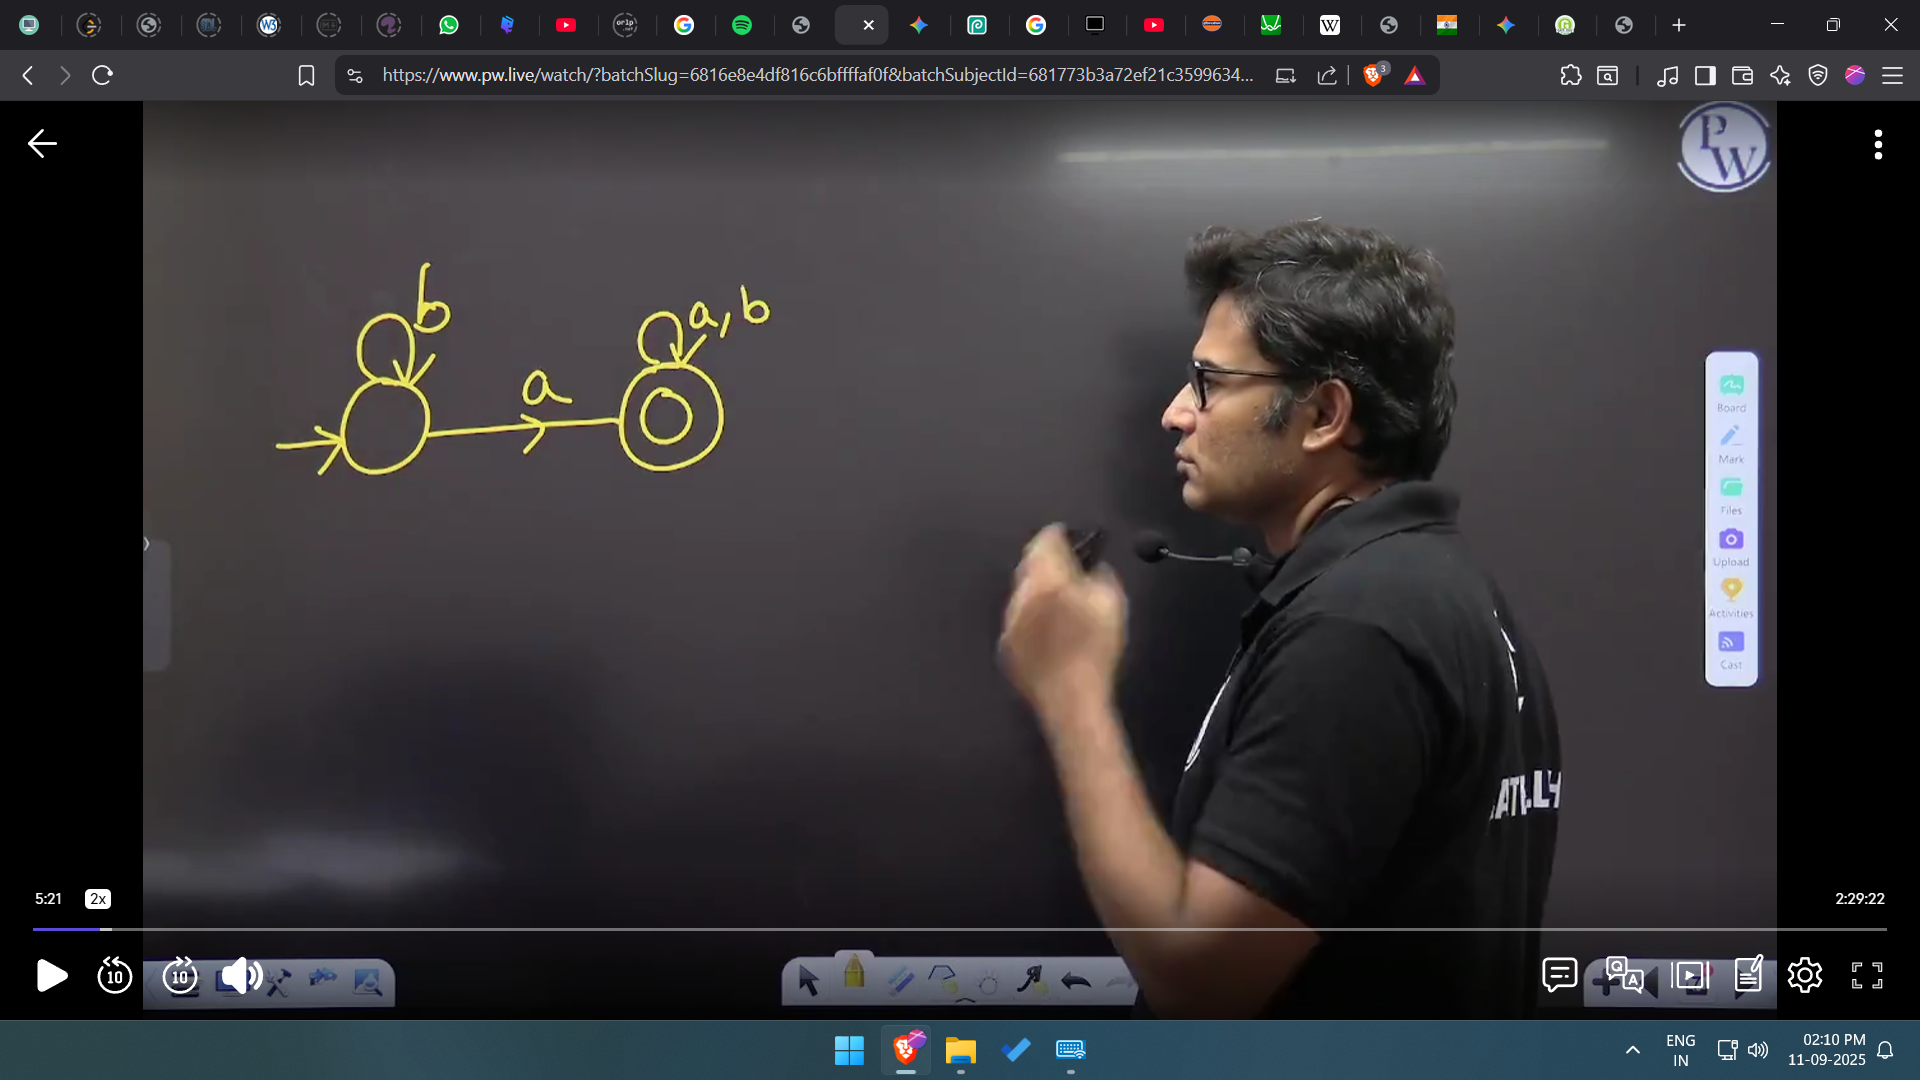 https://www.pw.live/watch/?batchSlug=6816e8e4df816c6bffffaf0f&batchSubjectId=681773b3a72ef21c3599634...
3
P
W
b
a, b
a
Board
Mark
Files
Upload
Activities
Cast
5:21
2x
2:29:22
10
10
Q
A
ENG
IN
02:10 PM
11-09-2025